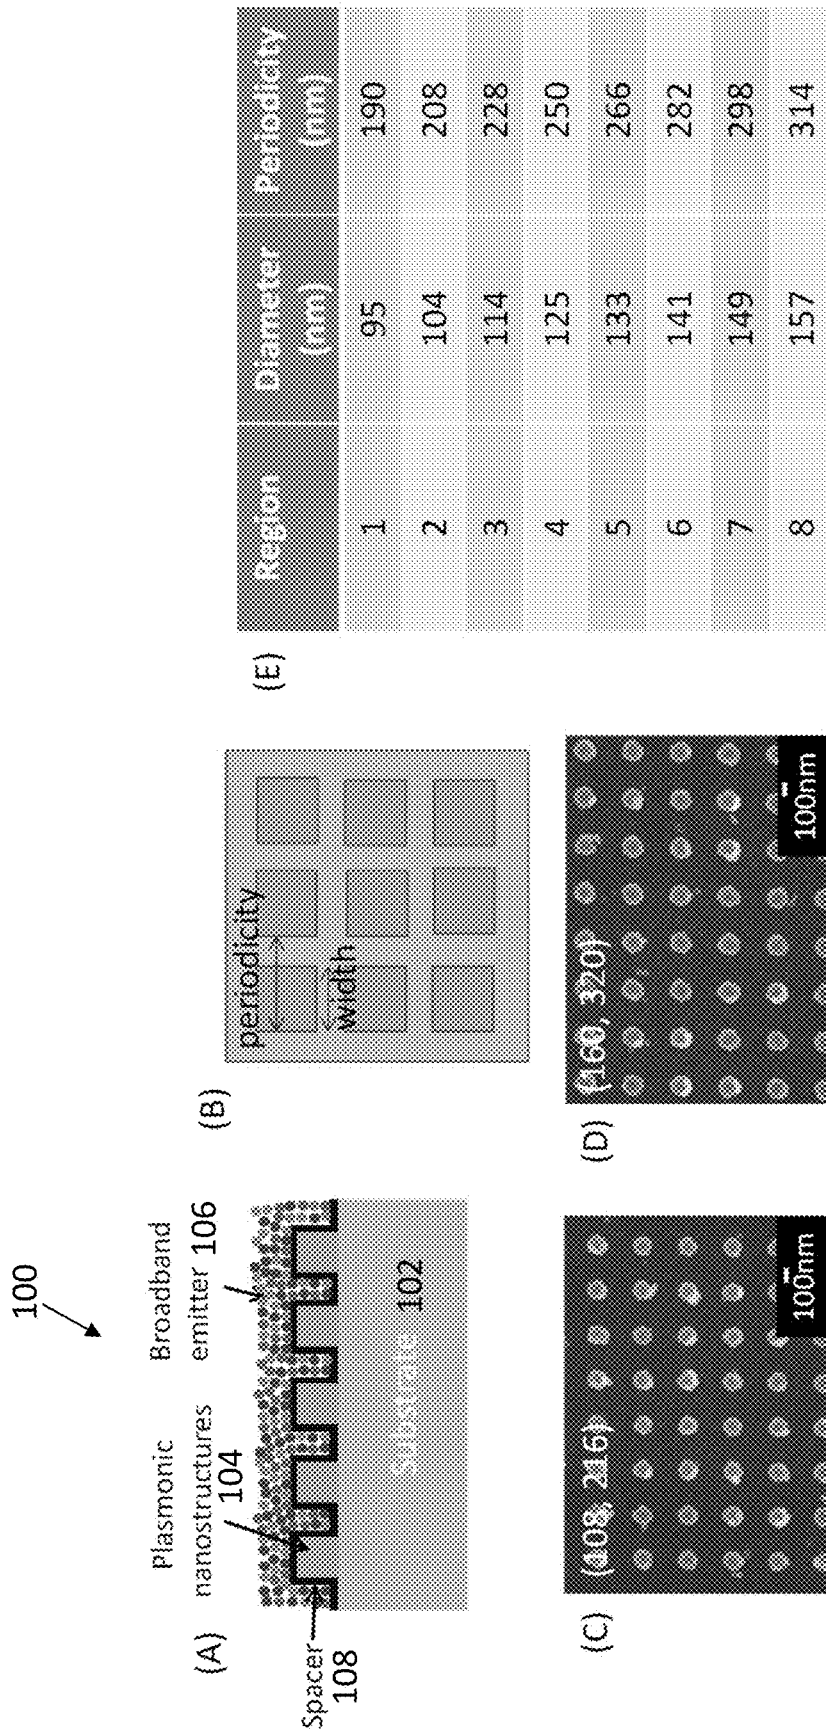 100
(A)
Plasmonic
nanostructures
104
Broadband
emitter 106
Spacer
108
Substrate 102
(B)
periodicity
width
(C)
(108, 216)
100nm
(D)
(160, 320)
100nm
(E)
Region Diameter (nm) Periodicity (nm)
1 95 190
2 104 208
3 114 228
4 125 250
5 133 266
6 141 282
7 149 298
8 157 314